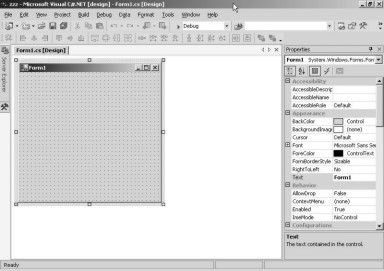 zzz - Microsoft Visual C#.NET [design] - Form1.cs [Design]
File Edit View Project Build Debug Data Format Tools Window Help
Debug
Form1.cs [Design]
Server Explorer
Form1
Properties
Form1 System.Windows.Forms.Form
Accessibility
AccessibleDescrip
AccessibleName
AccessibleRole Default
Appearance
BackColor Control
BackgroundImage (none)
Cursor Default
Font Microsoft Sans Ser
ForeColor ControlText
FormBorderStyle Sizable
RightToLeft No
Text Form1
Behavior
AllowDrop False
ContextMenu (none)
Enabled True
ImeMode NoControl
Configurations
Text
The text contained in the control.
Ready